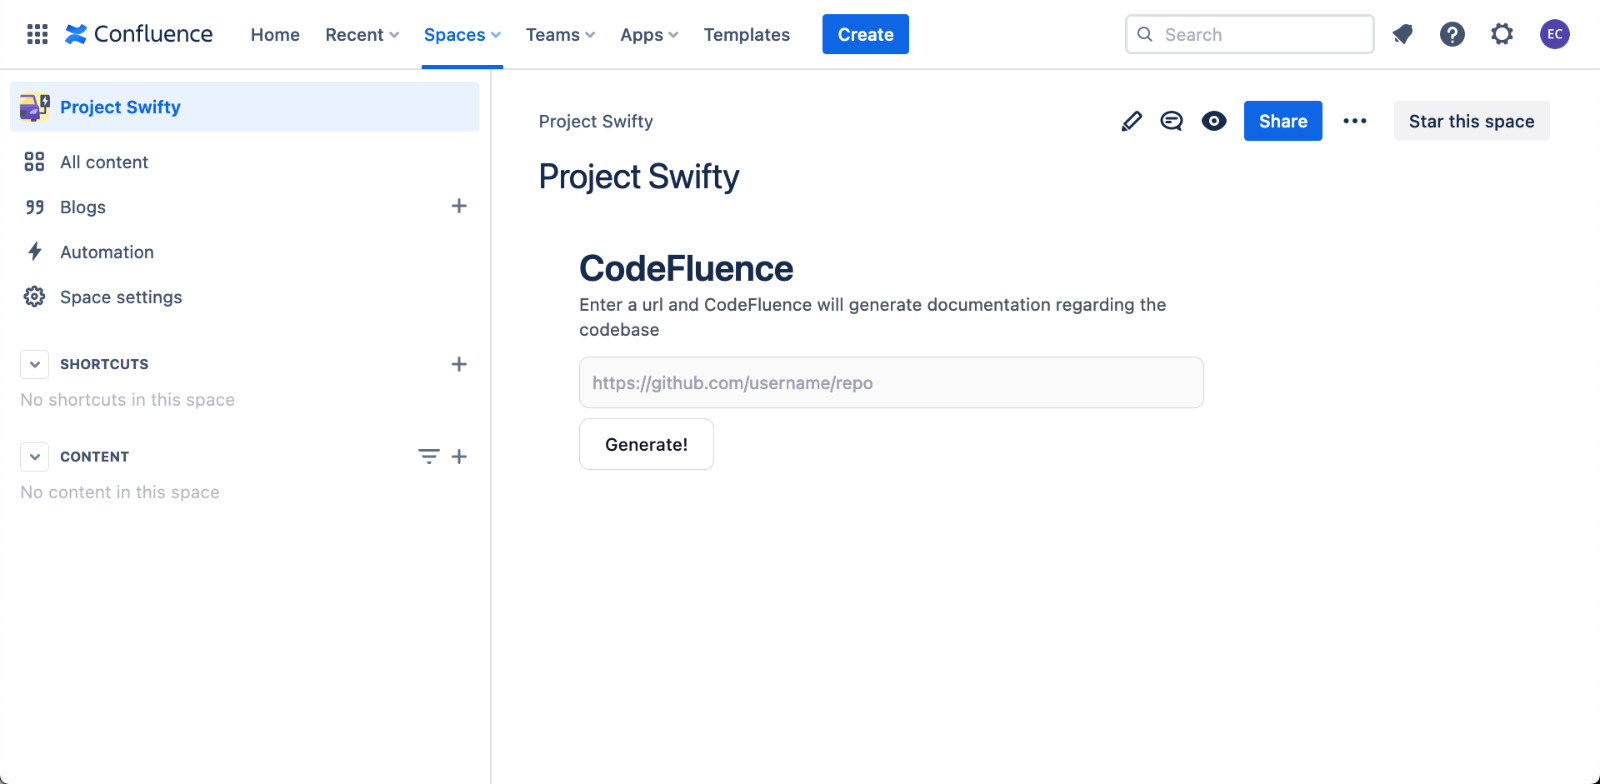 Confluence Home Recent Spaces Teams Apps Templates Create Search EC
Project Swifty
All content
Blogs
Automation
Space settings
SHORTCUTS
No shortcuts in this space
CONTENT
No content in this space
Project Swifty Share Star this space
Project Swifty
CodeFluence
Enter a url and CodeFluence will generate documentation regarding the
codebase
https://github.com/username/repo
Generate!